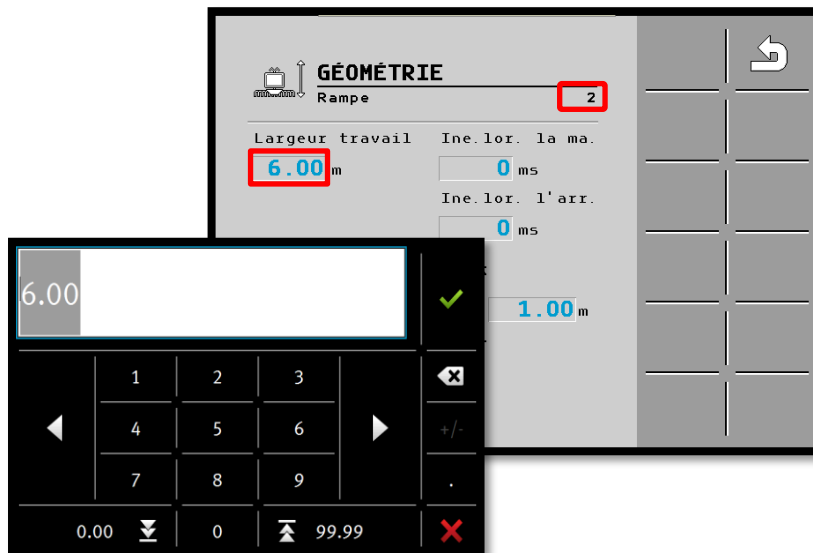 GÉOMÉTRIE
Rampe 2
Largeur travail Ine.lor. la ma.
6.00 m 0 ms
Ine.lor. l'arr.
0 ms
1.00 m
6.00
1 2 3
4 5 6 +/-
7 8 9 .
0.00 0 99.99